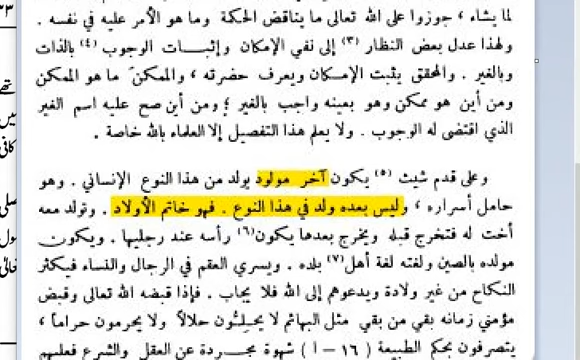 لما يشاء ، جوزوا على الله تعالى ما يناقض الحكمة وما هو الأمر عليه في نفسه .
ولهذا عدل بعض النظار (٣) إلى نفي الإمكان وإثبات الوجوب (٤) بالذات
وبالغير . والمحقق يثبت الإمكان ويعرف حضرته ، والممكنَ ما هو الممكن
ومن أين هو ممكن وهو بعينه واجب بالغير ؛ ومن أين صح عليه اسم الغير
الذي اقتضى له الوجوب . ولا يعلم هذا التفصيل إلا العلماء بالله خاصة .
وعلى قدم شيث (٥) يكون آخر مولود يولد من هذا النوع الإنساني . وهو
حامل أسراره ، وليس بعده ولد في هذا النوع . فهو خاتم الأولاد . وتولد معه
أخت له فتخرج قبله ويخرج بعدها يكون(٦) رأسه عند رجليها . ويكون
مولده بالصين ولغته لغة أهل(٧) بلده . ويسري العقم في الرجال والنساء فيكثر
النكاح من غير ولادة ويدعوهم إلى الله فلا يجاب . فإذا قبضه الله تعالى وقبض
مؤمني زمانه بقي من بقي مثل البهائم لا يحِلُّون حلالاً ولا يحرمون حراماً ،
يتصرفون بحكم الطبيعة (١٦ – ا) شهوة مجردة عن العقل والشرع فعليهم